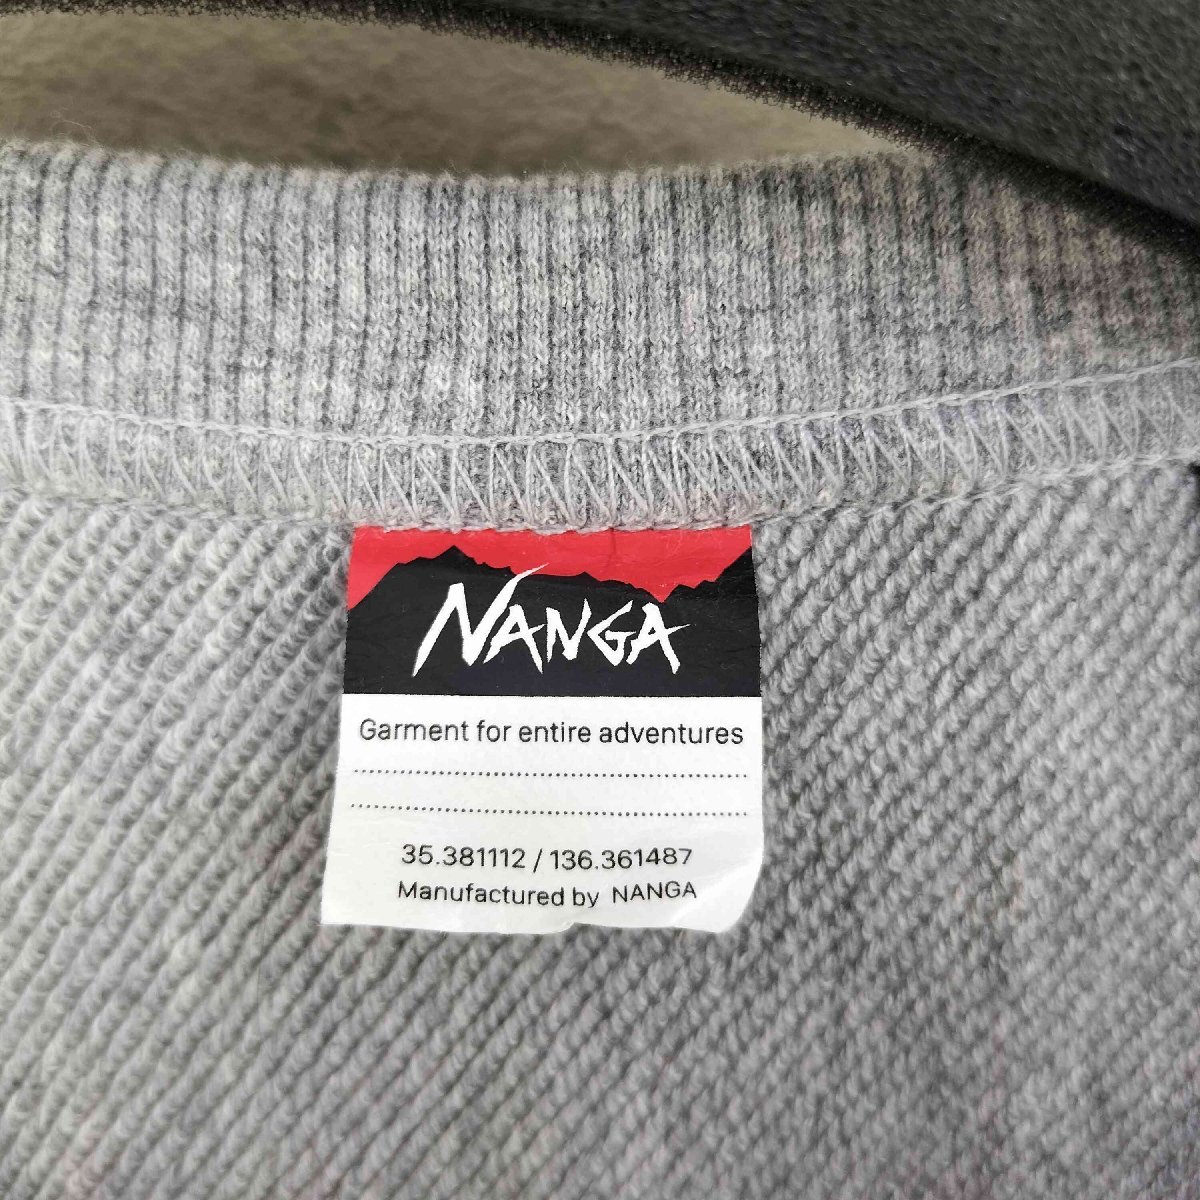 NANGA
Garment for entire adventures
35.381112 / 136.361487
Manufactured by NANGA